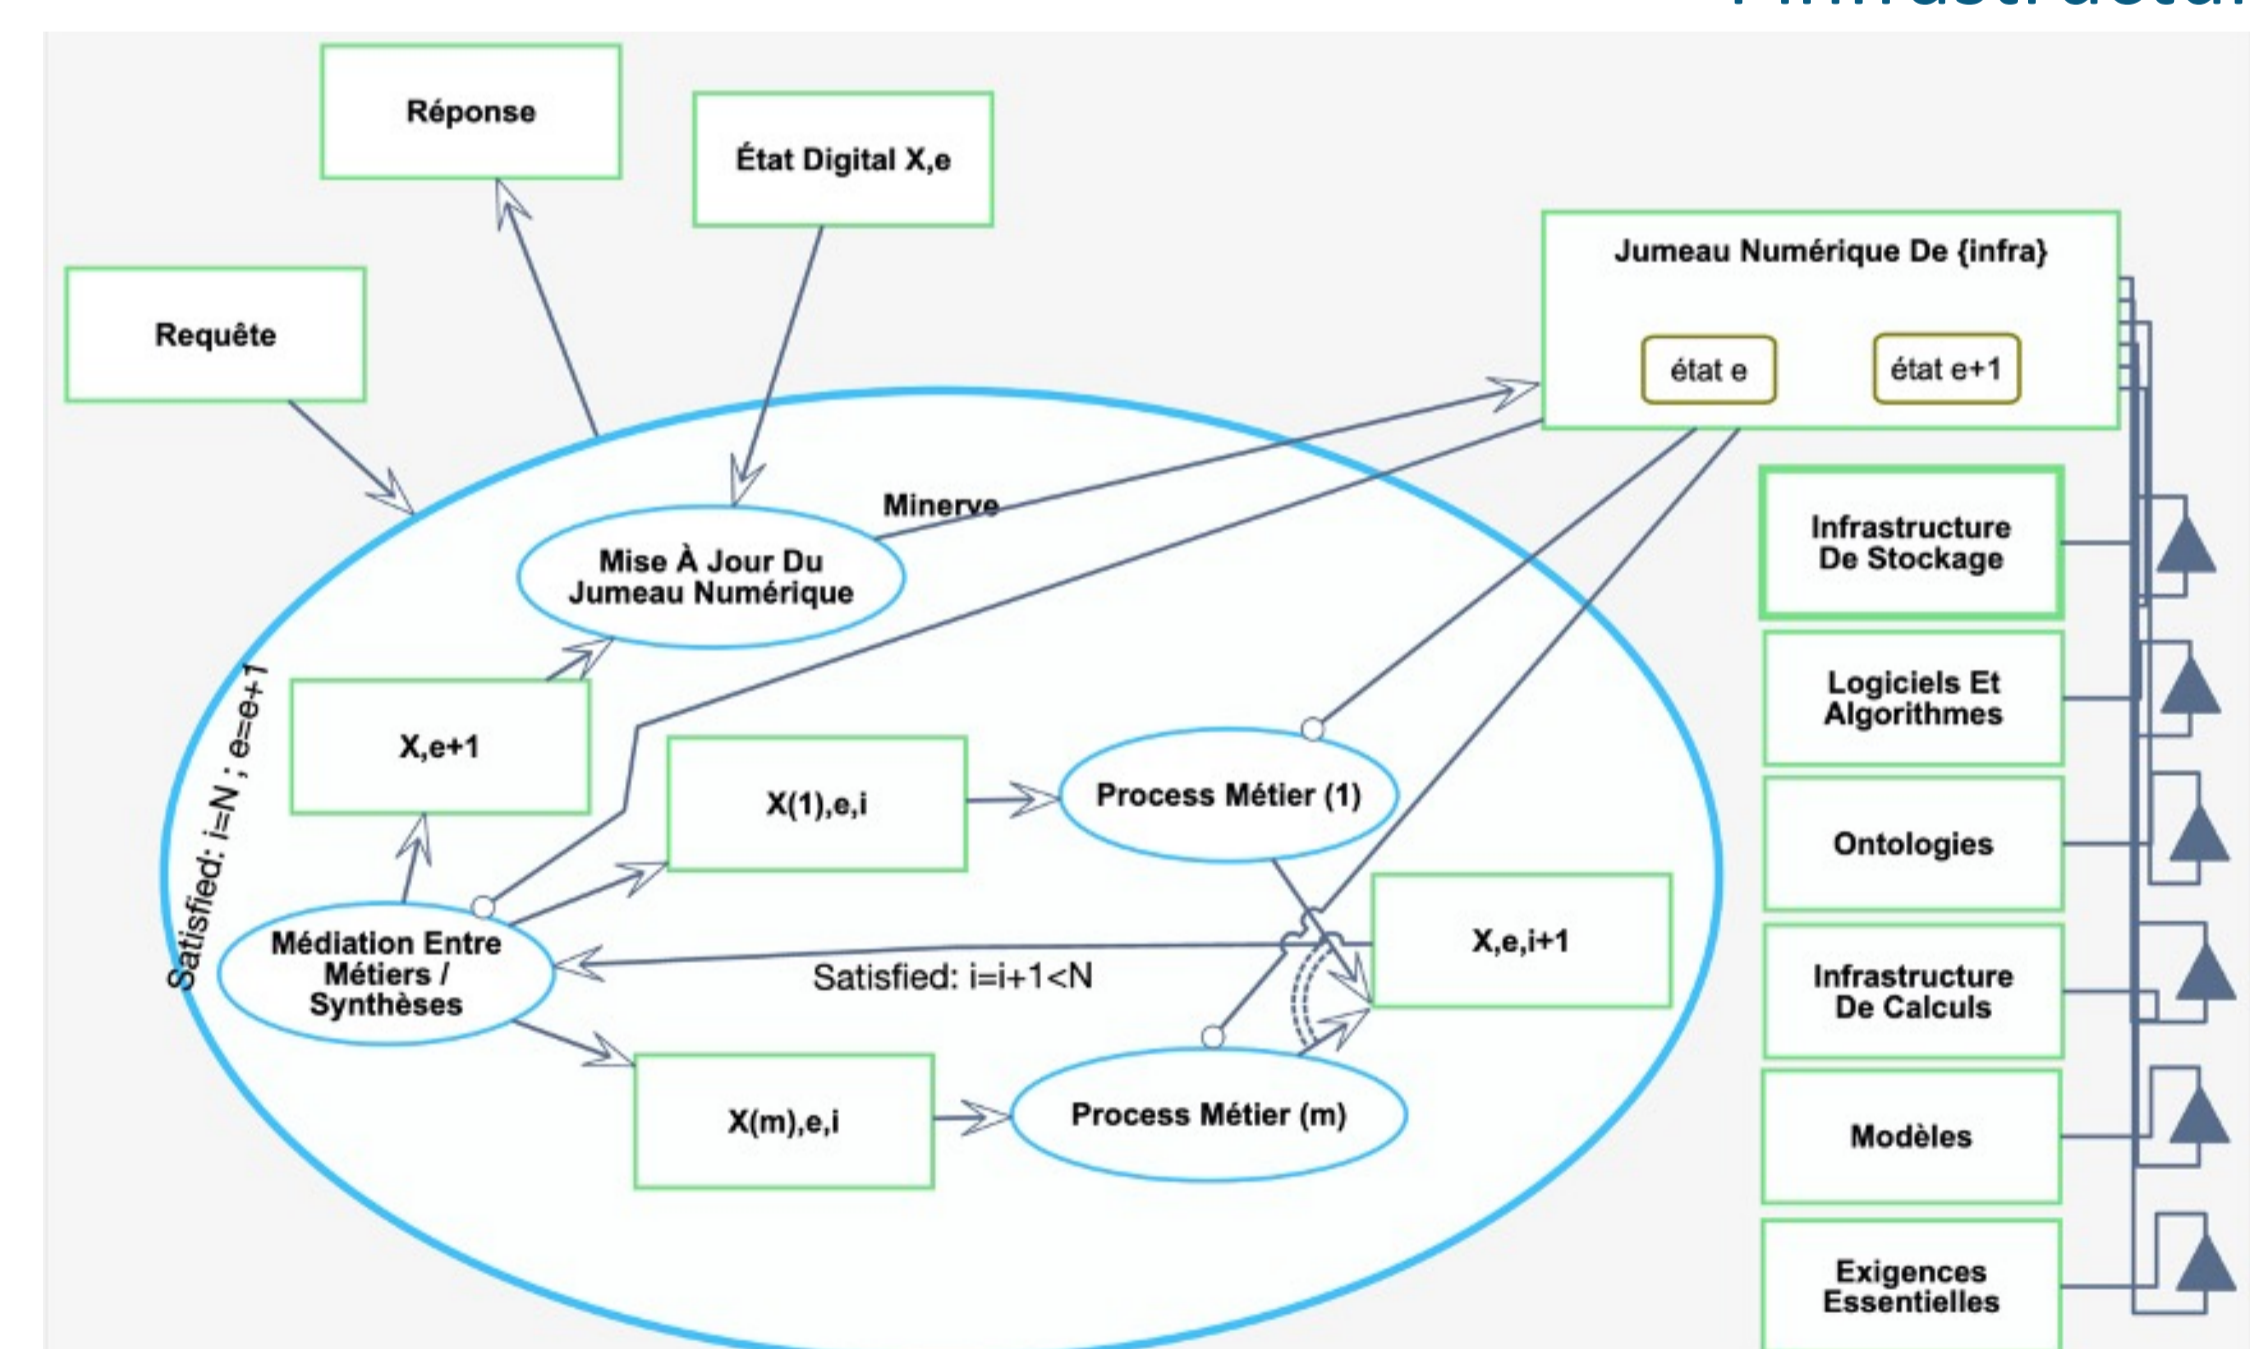 Réponse
État Digital X,e
Jumeau Numérique De {infra}
Requête
état e
état e+1
Minerve
Infrastructure
De Stockage
Mise À Jour Du
Jumeau Numérique
Logiciels Et
Algorithmes
Satisfied: i=N ; e=e+1
X,e+1
X(1),e,i
Process Métier (1)
Ontologies
Médiation Entre
Métiers /
Synthèses
X,e,i+1
Satisfied: i=i+1<N
Infrastructure
De Calculs
X(m),e,i
Process Métier (m)
Modèles
Exigences
Essentielles